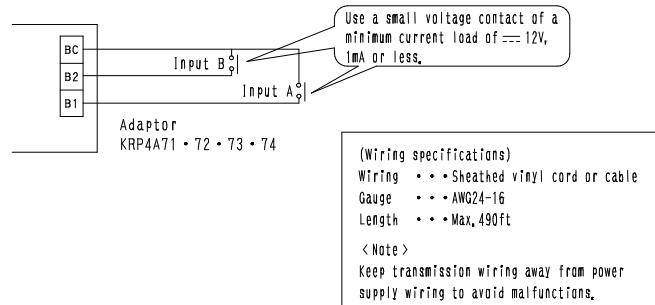 Use a small voltage contact of a
minimum current load of ⎓ 12V,
1mA or less.
BC
B2
B1
Input B
Input A
Adaptor
KRP4A71・72・73・74
(Wiring specifications)
Wiring ・・・Sheathed vinyl cord or cable
Gauge ・・・AWG24-16
Length ・・・Max. 490ft
<Note>
Keep transmission wiring away from power
supply wiring to avoid malfunctions.